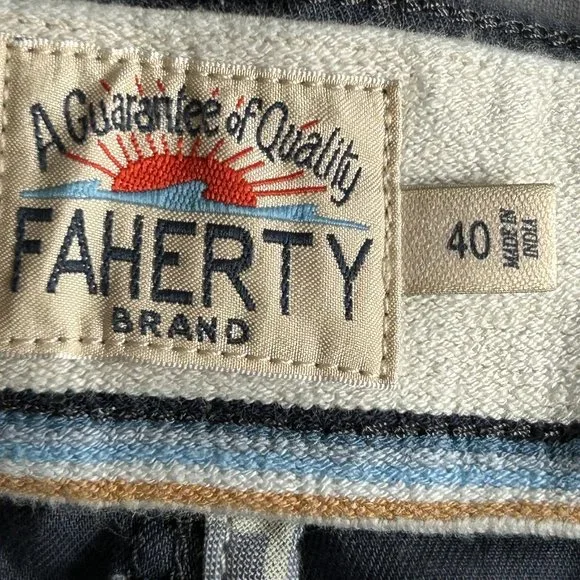 A Guarantee of Quality
FAHERTY
BRAND
40
MADE IN
INDIA